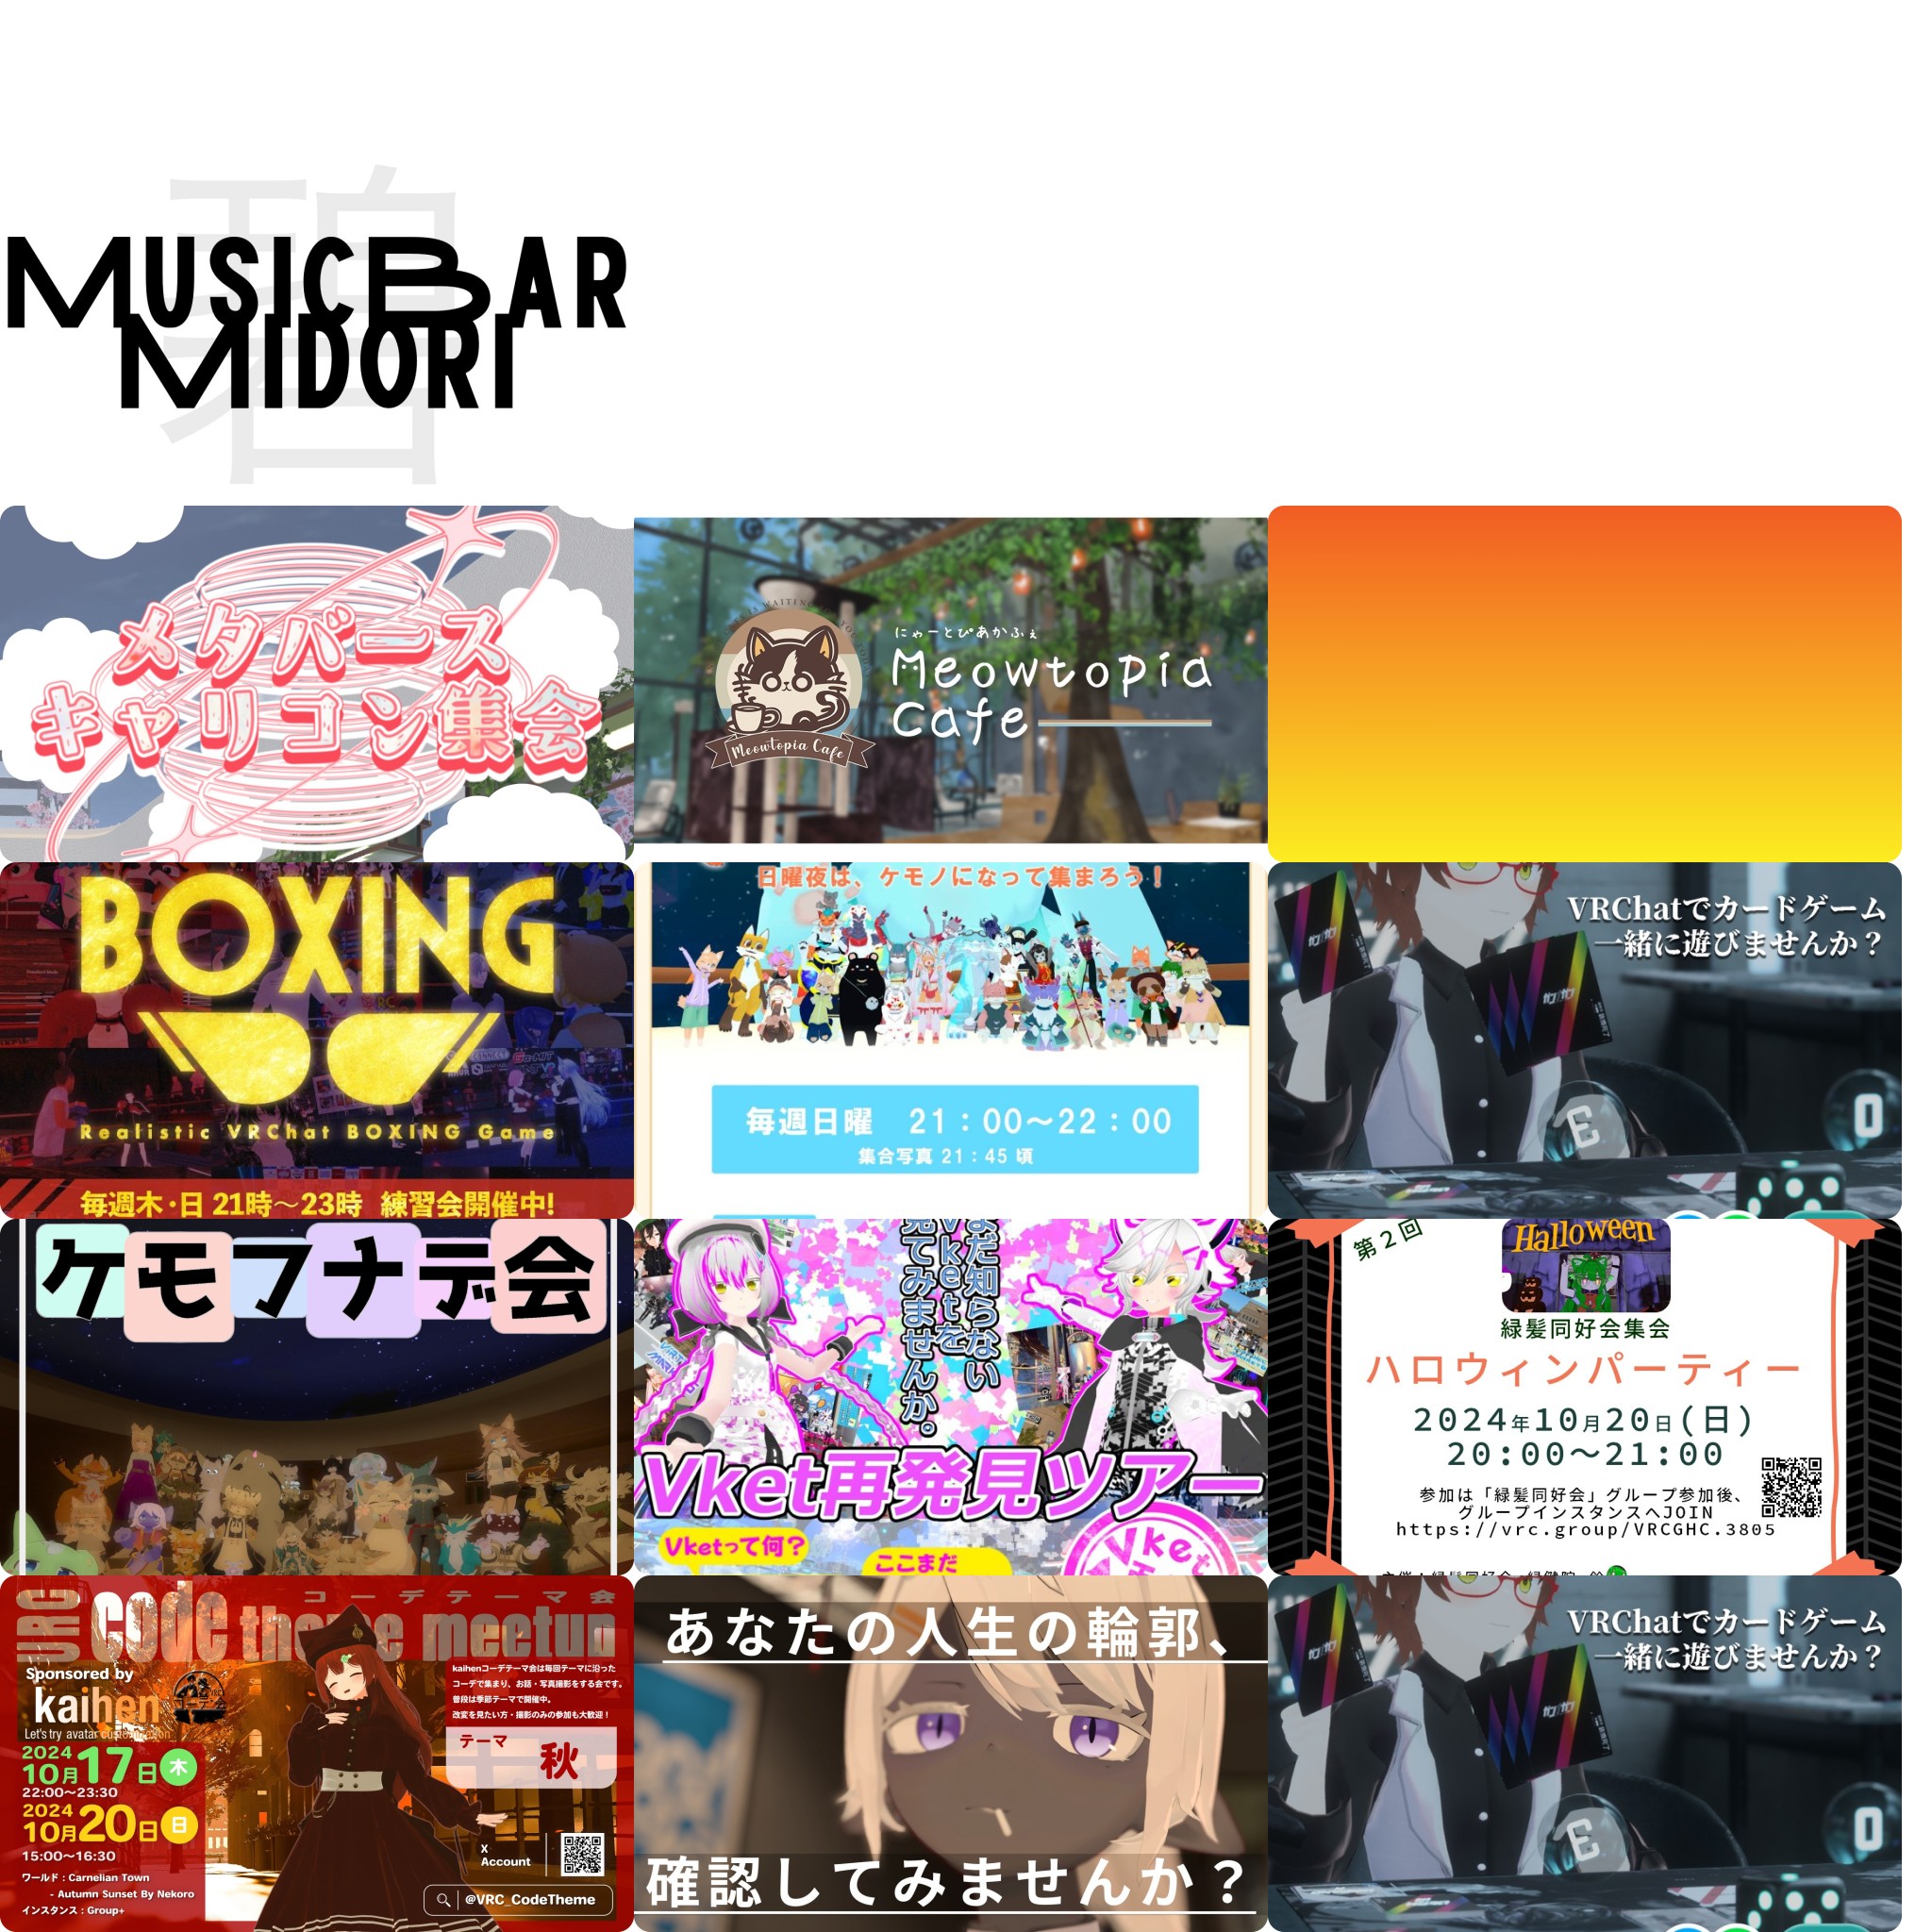 碧
MUSICBAR
MIDORI
メタバース
キャリコン集会
にゃーとぴあかふぇ
Meowtopia
Cafe
Meowtopia Cafe
BOXING
Realistic VRChat BOXING Game
毎週木・日 21時～23時 練習会開催中!
日曜夜は、ケモノになって集まろう！
毎週日曜 21：00～22：00
集合写真 21：45 頃
VRChatでカードゲーム
一緒に遊びませんか？
ケモフナデ会
まだ知らない
Vketを
見てみませんか。
Vket再発見ツアー
Vketって何？
ここまだ
Vket
第2回
Halloween
緑髪同好会集会
ハロウィンパーティー
2024年10月20日(日)
20:00～21:00
参加は「緑髪同好会」グループ参加後、
グループインスタンスへJOIN
https://vrc.group/VRCGHC.3805
コーデテーマ会
VRC code theme meetup
Sponsored by
kaihen
Let's try avatar customization
kaihenコーデテーマ会は毎回テーマに沿った
コーデで集まり、お話・写真撮影をする会です。
普段は季節テーマで開催中。
改変を見たい方・撮影のみの参加も大歓迎！
テーマ
秋
2024
10月17日 木
22:00～23:30
2024
10月20日 日
15:00～16:30
ワールド：Carnelian Town
- Autumn Sunset By Nekoro
インスタンス：Group+
X
Account
@VRC_CodeTheme
あなたの人生の輪郭、
確認してみませんか？
VRChatでカードゲーム
一緒に遊びませんか？